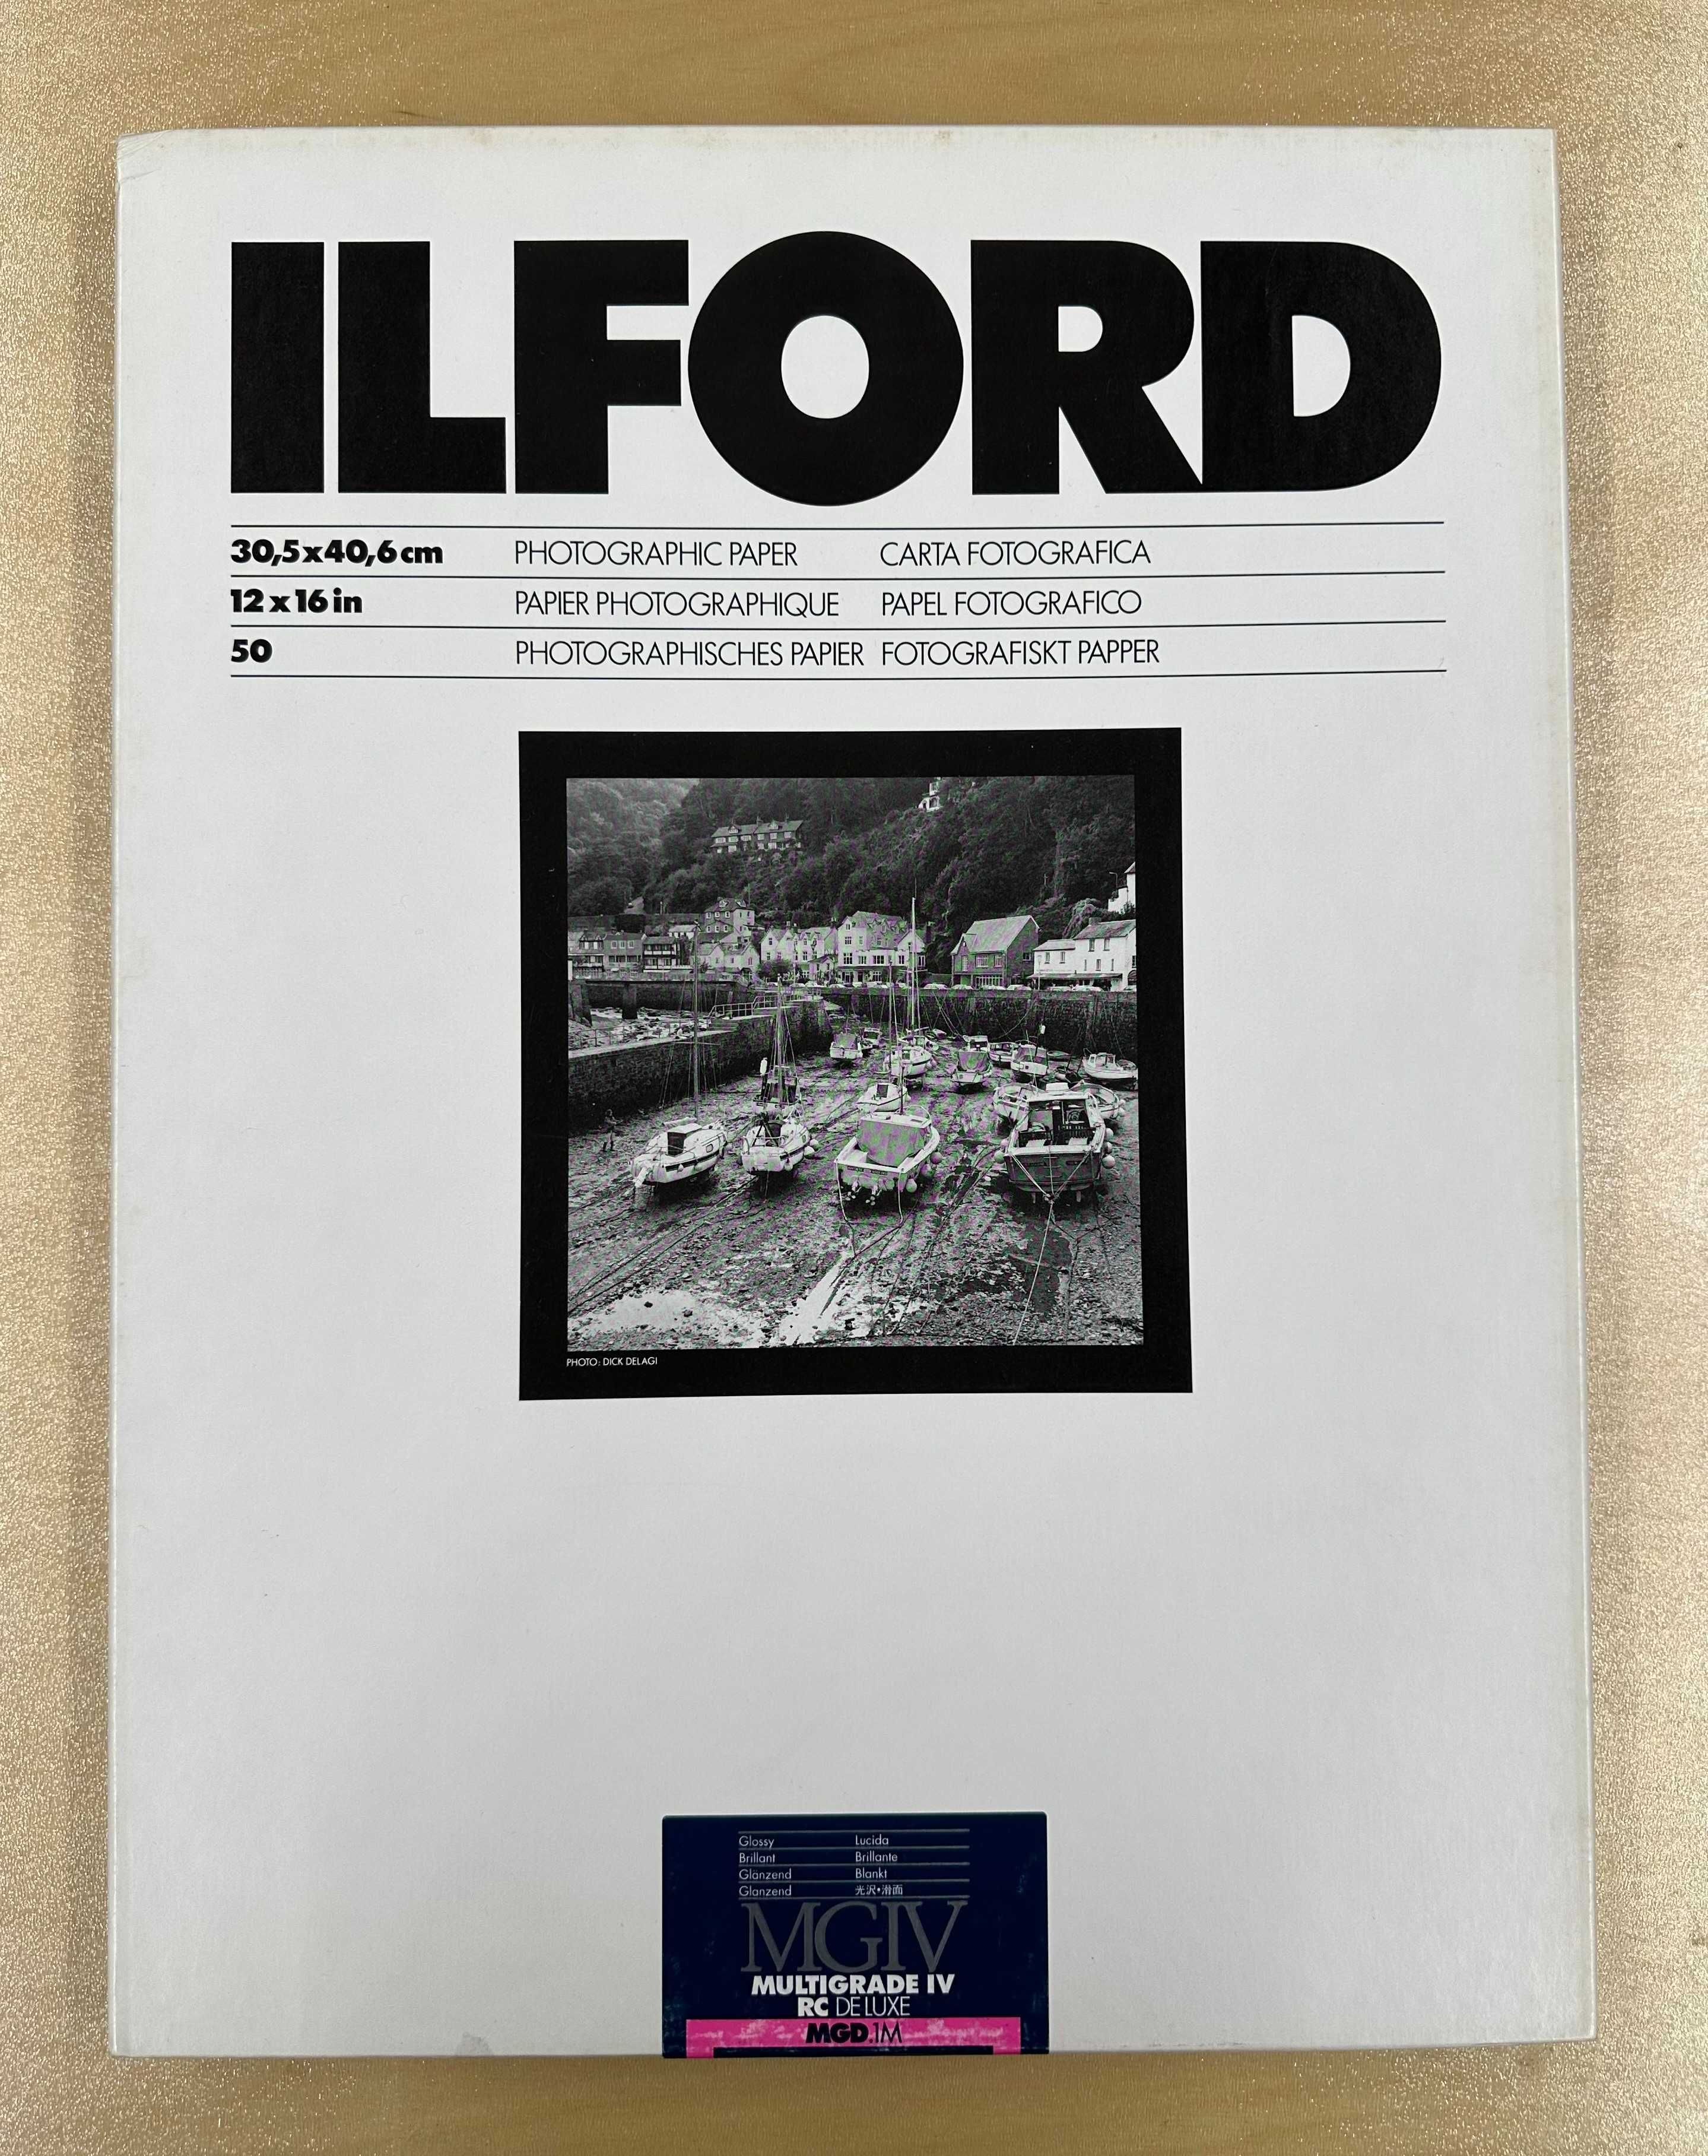 ILFORD
30,5x40,6cm PHOTOGRAPHIC PAPER CARTA FOTOGRAFICA
12x16in PAPIER PHOTOGRAPHIQUE PAPEL FOTOGRAFICO
50 PHOTOGRAPHISCHES PAPIER FOTOGRAFISKT PAPPER
PHOTO: DICK DELAGI
Glossy Lucida
Brillant Brillante
Glänzend Blankt
Glanzend 光沢•滑面
MGIV
MULTIGRADE IV
RC DE LUXE
MGD.1M